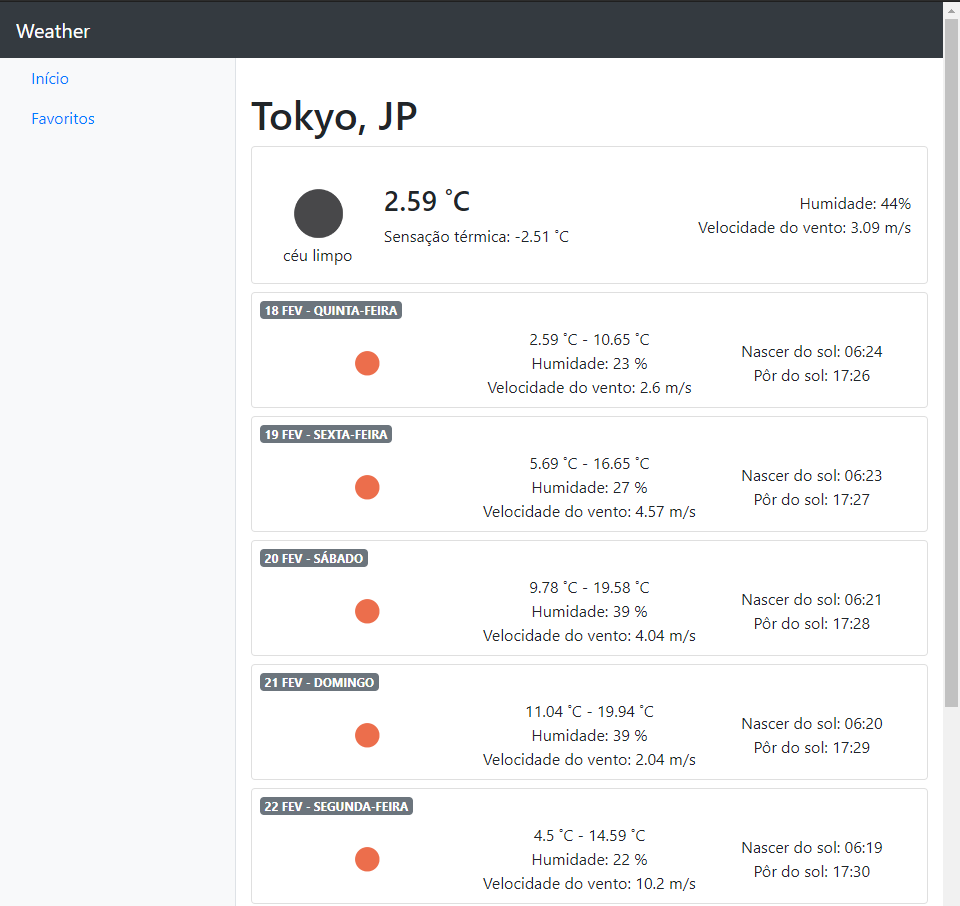 Weather
Início
Favoritos
Tokyo, JP
2.59 ˚C
Sensação térmica: -2.51 ˚C
céu limpo
Humidade: 44%
Velocidade do vento: 3.09 m/s
18 FEV - QUINTA-FEIRA
2.59 ˚C - 10.65 ˚C
Humidade: 23 %
Velocidade do vento: 2.6 m/s
Nascer do sol: 06:24
Pôr do sol: 17:26
19 FEV - SEXTA-FEIRA
5.69 ˚C - 16.65 ˚C
Humidade: 27 %
Velocidade do vento: 4.57 m/s
Nascer do sol: 06:23
Pôr do sol: 17:27
20 FEV - SÁBADO
9.78 ˚C - 19.58 ˚C
Humidade: 39 %
Velocidade do vento: 4.04 m/s
Nascer do sol: 06:21
Pôr do sol: 17:28
21 FEV - DOMINGO
11.04 ˚C - 19.94 ˚C
Humidade: 39 %
Velocidade do vento: 2.04 m/s
Nascer do sol: 06:20
Pôr do sol: 17:29
22 FEV - SEGUNDA-FEIRA
4.5 ˚C - 14.59 ˚C
Humidade: 22 %
Velocidade do vento: 10.2 m/s
Nascer do sol: 06:19
Pôr do sol: 17:30